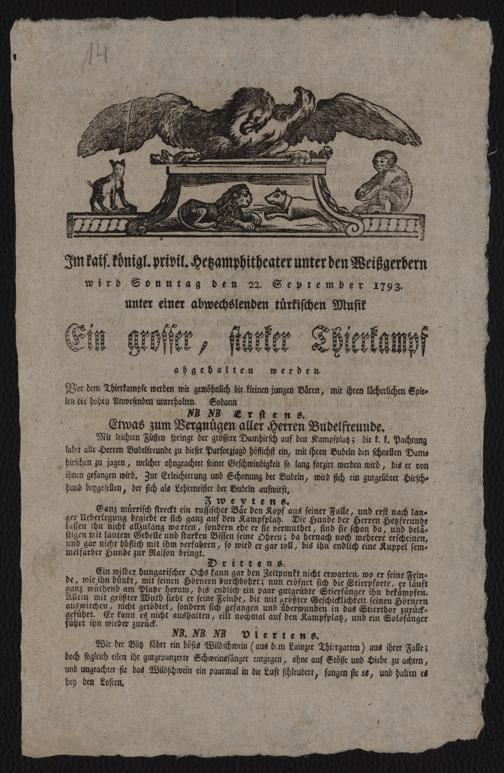 14
Im kais. königl. privil. Hetzamphitheater unter den Weißgerbern
wird Sonntag den 22. September 1793.
unter einer abwechslenden türkischen Musik
Ein grosser, starker Thierkampf
abgehalten werden.
Vor dem Thierkampfe werden wie gewöhnlich die kleinen jungen Bären, mit ihren lächerlichen Spie-
len die hohen Anwesenden unterhalten. Sodann
NB NB Erstens.
Etwas zum Vergnügen aller Herren Budelfreunde.
Mit leichten Füssen springt der grössere Damhirsch auf den Kampfplatz; die k. k. Pachtung
ladet alle Herren Budelfreunde zu dieser Parforzjagd höflichst ein, mit ihren Budeln den schnellen Dam-
hirschen zu jagen, welcher ohngeachtet seiner Geschwindigkeit so lang forzirt werden wird, bis er von
ihnen gefangen wird. Zur Erleichterung und Schonung der Budeln, wird sich ein gutgeübter Hirsch-
hund beygesellen, der sich als Lehrmeister der Budeln aufwirft.
Zweytens.
Ganz mürrisch streckt ein russischer Bär den Kopf aus seiner Falle, und erst nach lan-
ger Ueberlegung begiebt er sich ganz auf den Kampfplatz. Die Hunde der Herren Hetzfreunde
lossen ihn nicht allzulang warten, sondern ehe er sie vermuthet, sind sie schon da, und belä-
stigen mit lautem Gebelle und starken Bissen seine Ohren; da hernach noch mehrere erscheinen,
und gar nicht höflich mit ihm verfahren, so wird er gar toll, bis ihn endlich eine Kuppel sem-
melfarber Hunde zur Raison bringt.
Drittens.
Ein wilder hungarischer Ochs kann gar den Zeitpunkt nicht erwarten, wo er seine Fein-
de, wie ihn dünkt, mit seinen Hörnern durchbohrt; nun eröfnet sich die Stierpforte, er läuft
ganz wüthend am Platze herum, bis endlich ein paar gutgeübte Stierfänger ihn bekämpfen.
Allein mit größter Wuth sieht er seine Feinde, die mit größter Geschicklichkeit seinen Hörnern
auswichen, nicht getödtet, sondern sich gefangen und überwunden in das Stierthor zurück-
geführt. Er kann es nicht aushalten, eilt nochmal auf den Kampfplatz, und ein Solofänger
führt ihn wieder zurück.
NB. NB. NB Viertens.
Wie der Blitz fährt ein böses Wildschwein (aus dem Lainzer Thiergarten) aus ihrer Falle;
doch sogleich eilen ihr gutgepanzerte Schweinsfänger entgegen, ohne auf Stösse und Hiebe zu achten,
und ungeachtet sie das Wildschwein ein paarmal in die Luft schleudert, fangen sie es, und halten es
bey den Losern.